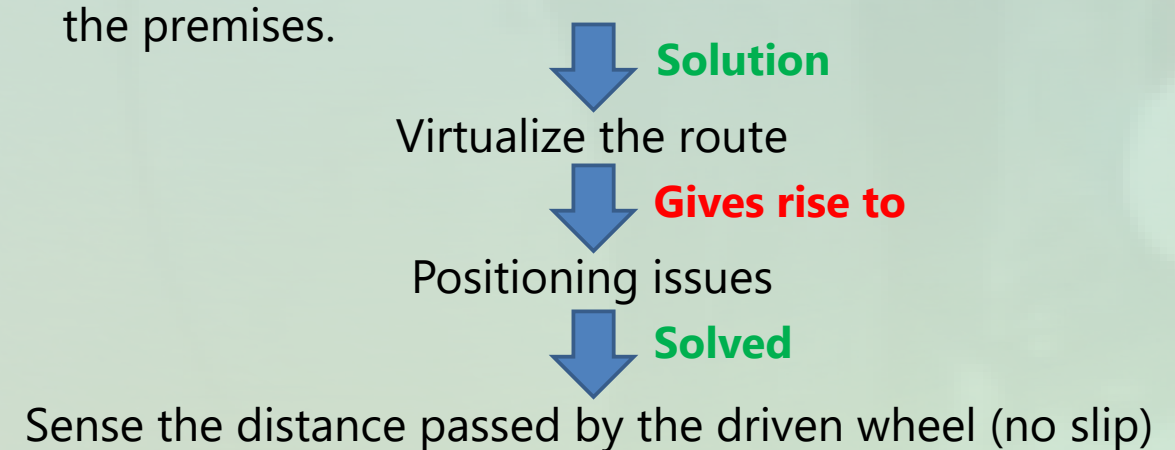 the premises.
Solution
Virtualize the route
Gives rise to
Positioning issues
Solved
Sense the distance passed by the driven wheel (no slip)